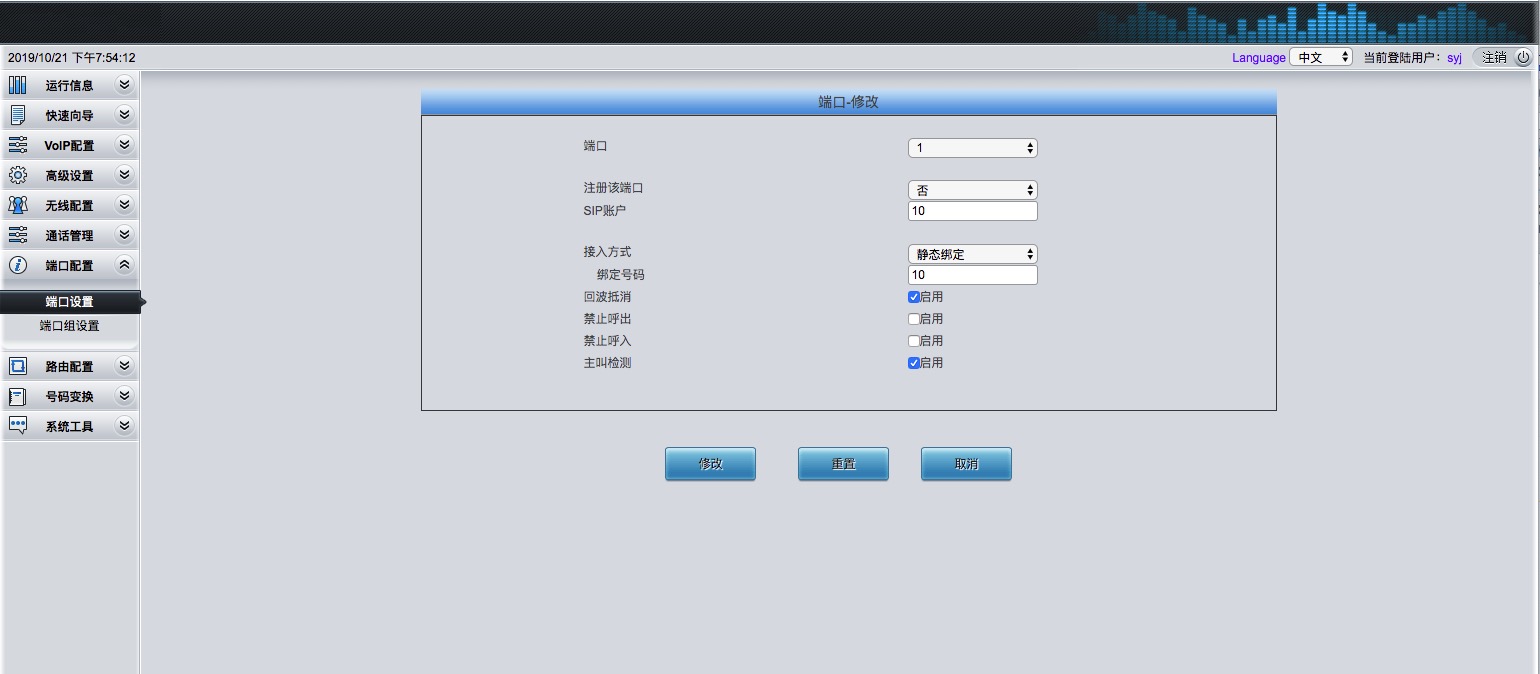 2019/10/21 下午7:54:12
Language 中文 当前登陆用户： syj 注销
运行信息
快速向导
VoIP配置
高级设置
无线配置
通话管理
端口配置
端口设置
端口组设置
路由配置
号码变换
系统工具
端口-修改
端口 1
注册该端口 否
SIP账户 10
接入方式 静态绑定
绑定号码 10
回波抵消 启用
禁止呼出 启用
禁止呼入 启用
主叫检测 启用
修改 重置 取消